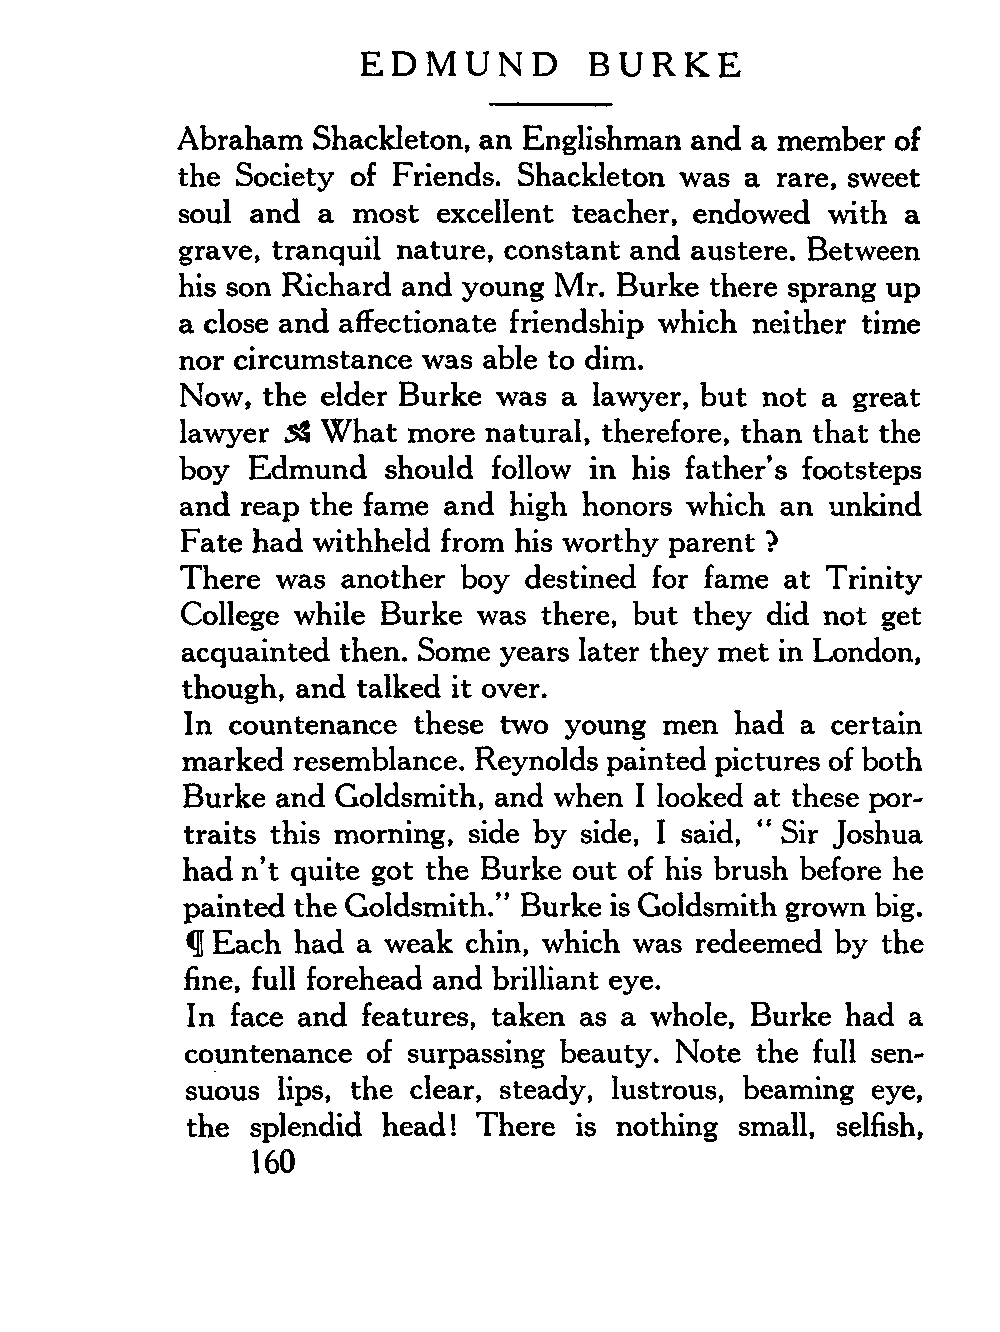 EDMUND BURKE
Abraham Shackleton, an Englishman and a member of
the Society of Friends. Shackleton was a rare, sweet
soul and a most excellent teacher, endowed with a
grave, tranquil nature, constant and austere. Between
his son Richard and young Mr. Burke there sprang up
a close and affectionate friendship which neither time
nor circumstance was able to dim.
Now, the elder Burke was a lawyer, but not a great
lawyer What more natural, therefore, than that the
boy Edmund should follow in his father's footsteps
and reap the fame and high honors which an unkind
Fate had withheld from his worthy parent ?
There was another boy destined for fame at Trinity
College while Burke was there, but they did not get
acquainted then. Some years later they met in London,
though, and talked it over.
In countenance these two young men had a certain
marked resemblance. Reynolds painted pictures of both
Burke and Goldsmith, and when I looked at these por-
traits this morning, side by side, I said, " Sir Joshua
had n't quite got the Burke out of his brush before he
painted the Goldsmith." Burke is Goldsmith grown big.
¶ Each had a weak chin, which was redeemed by the
fine, full forehead and brilliant eye.
In face and features, taken as a whole, Burke had a
countenance of surpassing beauty. Note the full sen-
suous lips, the clear, steady, lustrous, beaming eye,
the splendid head! There is nothing small, selfish,
160